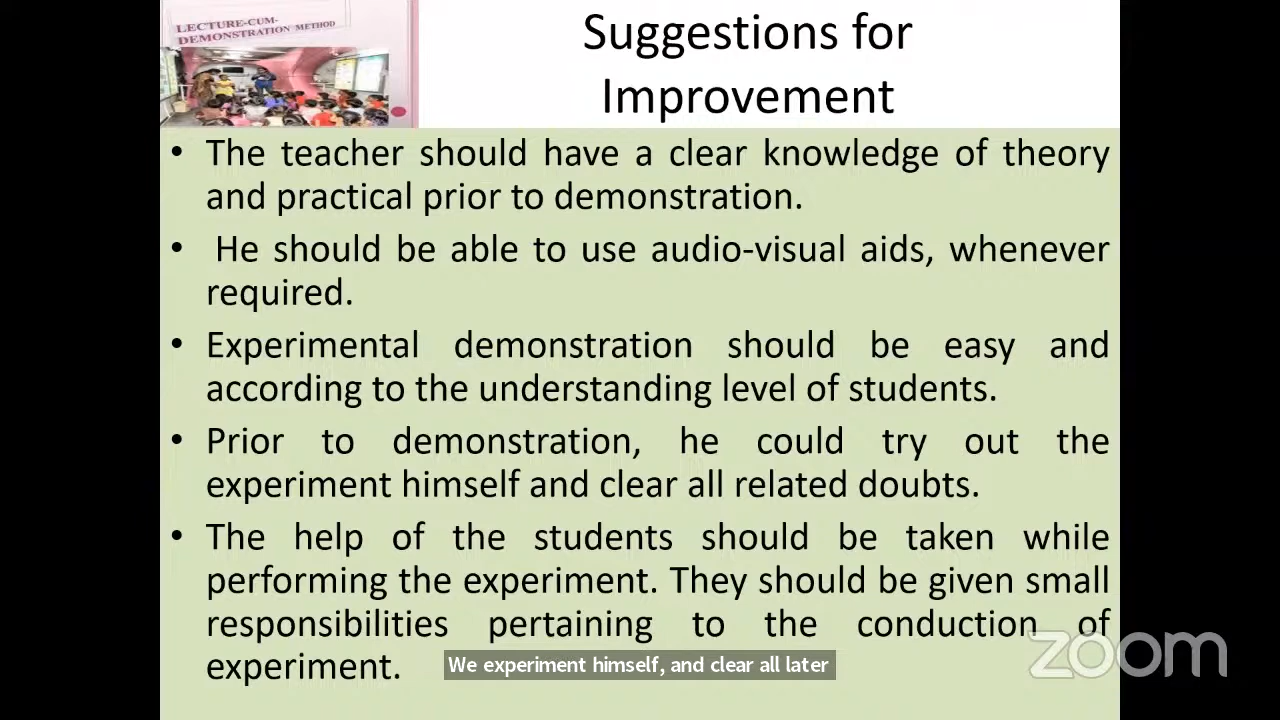 LECTURE-CUM-
DEMONSTRATION METHOD
Suggestions for
Improvement
• The teacher should have a clear knowledge of theory
and practical prior to demonstration.
• He should be able to use audio-visual aids, whenever
required.
• Experimental demonstration should be easy and
according to the understanding level of students.
• Prior to demonstration, he could try out the
experiment himself and clear all related doubts.
• The help of the students should be taken while
performing the experiment. They should be given small
responsibilities pertaining to the conduction of
experiment.
We experiment himself, and clear all later
zoom